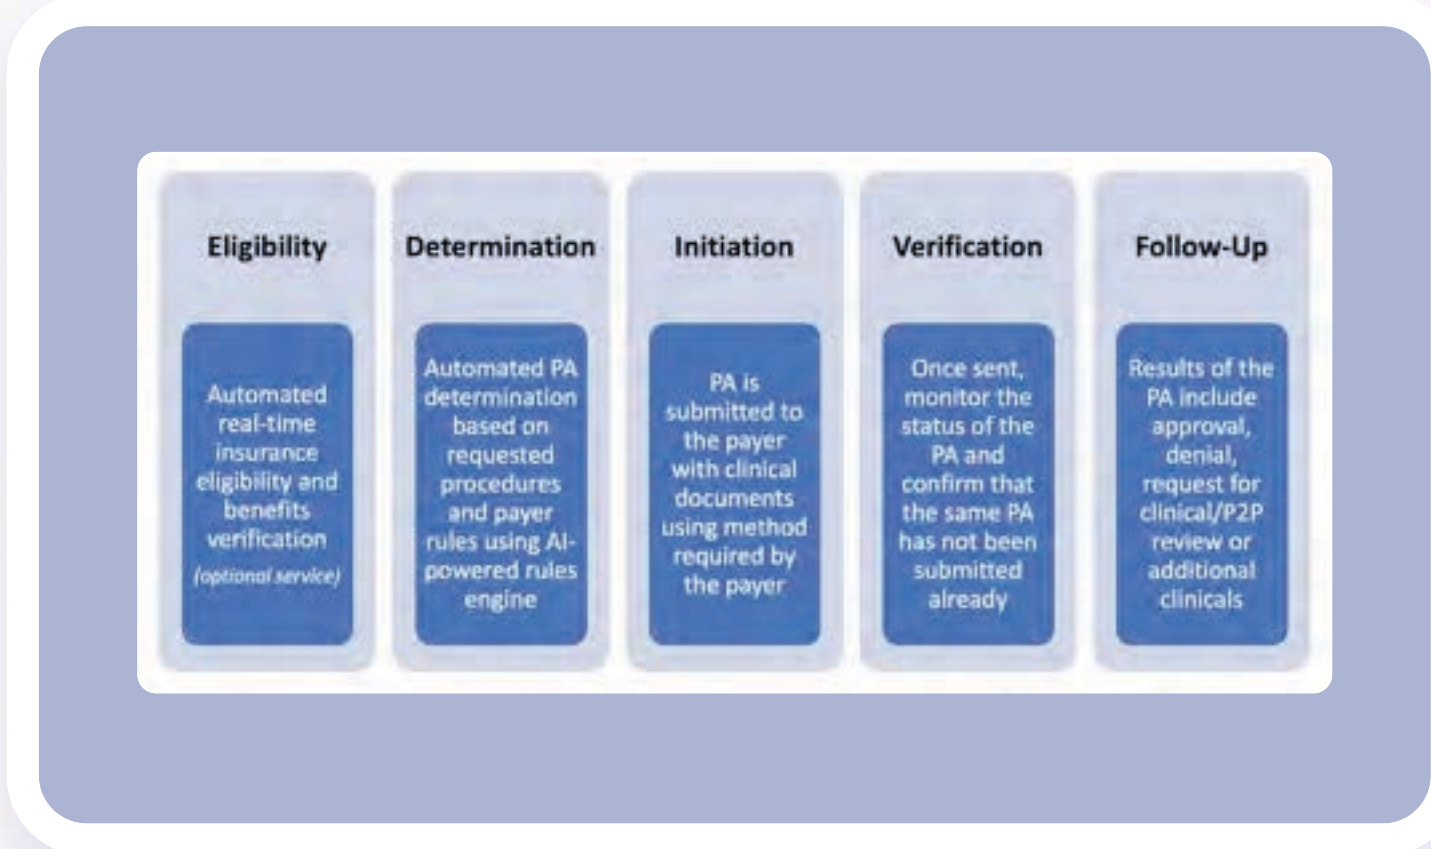 Eligibility
Automated
real-time
insurance
eligibility and
benefits
verification
(optional service)
Determination
Automated PA
determination
based on
requested
procedures
and payer
rules using AI-
powered rules
engine
Initiation
PA is
submitted to
the payer
with clinical
documents
using method
required by
the payer
Verification
Once sent,
monitor the
status of the
PA and
confirm that
the same PA
has not been
submitted
already
Follow-Up
Results of the
PA include
approval,
denial,
request for
clinical/P2P
review or
additional
clinicals